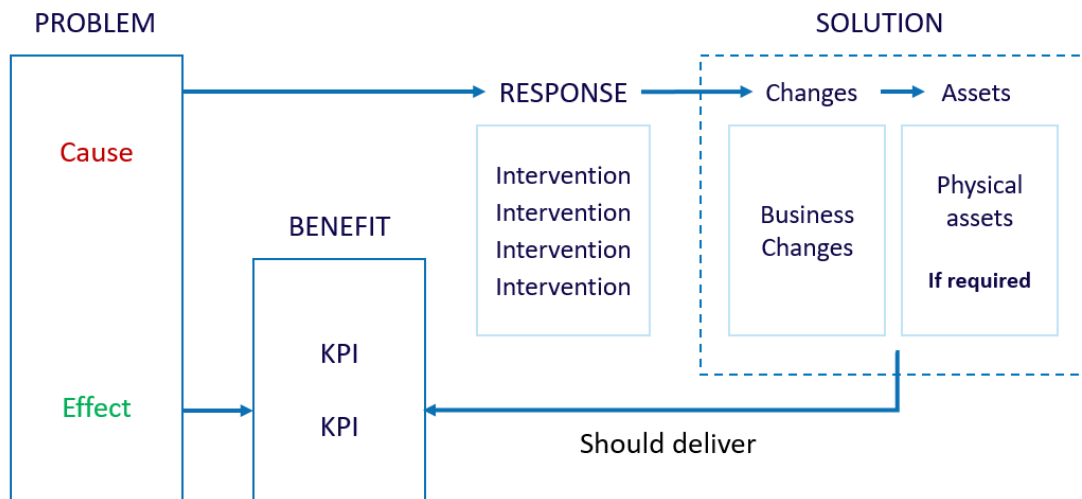 PROBLEM
SOLUTION
RESPONSE
Changes
Assets
Cause
Intervention
Intervention
Intervention
Intervention
Business
Changes
Physical
assets
If required
BENEFIT
KPI
KPI
Effect
Should deliver